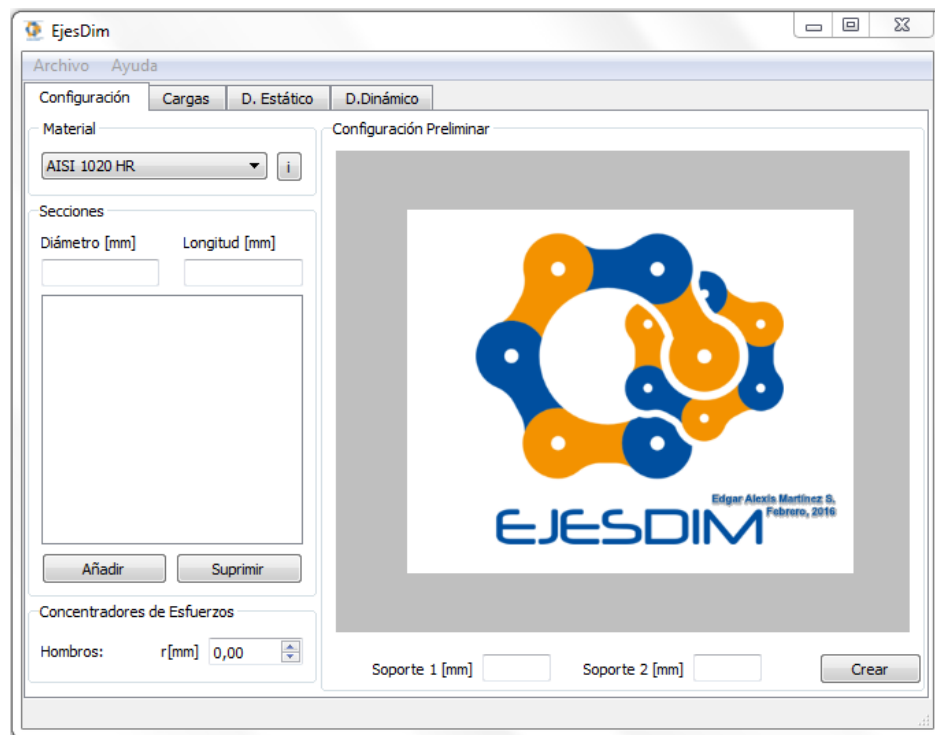 EjesDim
Archivo Ayuda
Configuración Cargas D. Estático D.Dinámico
Material
AISI 1020 HR i
Secciones
Diámetro [mm] Longitud [mm]
Añadir Suprimir
Concentradores de Esfuerzos
Hombros: r[mm] 0,00
Configuración Preliminar
Edgar Alexis Martínez S.
Febrero, 2016
EJESDIM
Soporte 1 [mm] Soporte 2 [mm] Crear